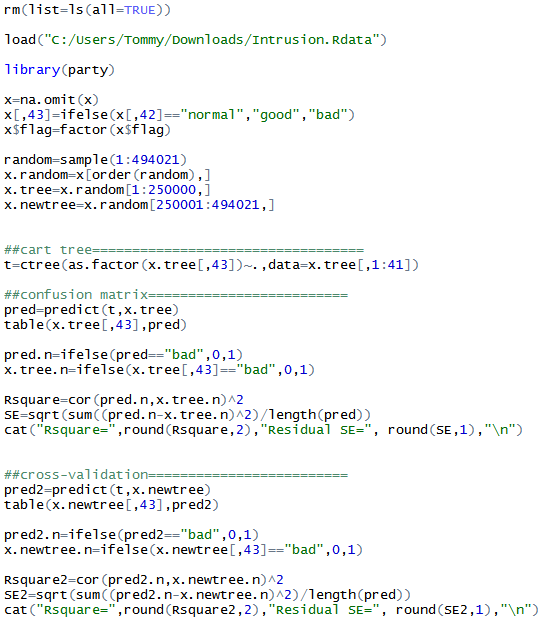 rm(list=ls(all=TRUE))
load("C:/Users/Tommy/Downloads/Intrusion.Rdata")
library(party)
x=na.omit(x)
x[,43]=ifelse(x[,42]=="normal","good","bad")
x$flag=factor(x$flag)
random=sample(1:494021)
x.random=x[order(random),]
x.tree=x.random[1:250000,]
x.newtree=x.random[250001:494021,]
##cart tree==================================
t=ctree(as.factor(x.tree[,43])~.,data=x.tree[,1:41])
##confusion matrix=========================
pred=predict(t,x.tree)
table(x.tree[,43],pred)
pred.n=ifelse(pred=="bad",0,1)
x.tree.n=ifelse(x.tree[,43]=="bad",0,1)
Rsquare=cor(pred.n,x.tree.n)^2
SE=sqrt(sum((pred.n-x.tree.n)^2)/length(pred))
cat("Rsquare=",round(Rsquare,2),"Residual SE=", round(SE,1),"\n")
##cross-validation=========================
pred2=predict(t,x.newtree)
table(x.newtree[,43],pred2)
pred2.n=ifelse(pred2=="bad",0,1)
x.newtree.n=ifelse(x.newtree[,43]=="bad",0,1)
Rsquare2=cor(pred2.n,x.newtree.n)^2
SE2=sqrt(sum((pred2.n-x.newtree.n)^2)/length(pred))
cat("Rsquare=",round(Rsquare2,2),"Residual SE=", round(SE2,1),"\n")